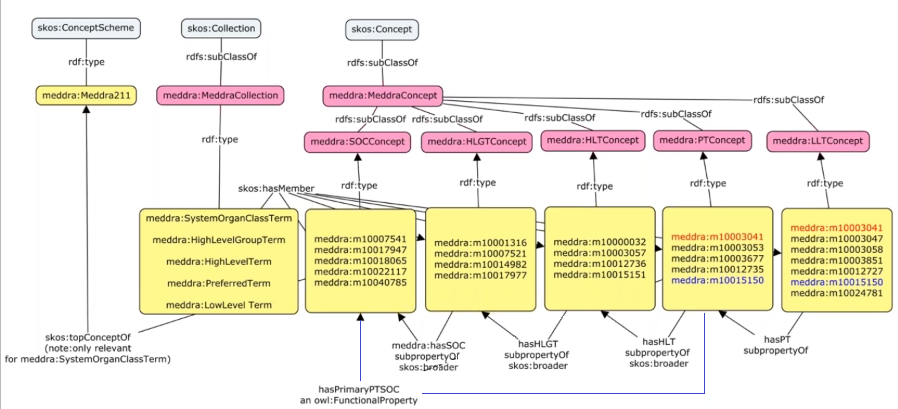 skos:ConceptScheme
skos:Collection
skos:Concept
rdf:type
rdfs:subClassOf
rdfs:subClassOf
meddra:Meddra211
meddra:MeddraCollection
meddra:MeddraConcept
rdfs:subClassOf
rdfs:subClassOf
rdfs:subClassOf
rdfs:subClassOf
rdfs:subClassOf
rdf:type
meddra:SOCConcept
meddra:HLGTConcept
meddra:HLTConcept
meddra:PTConcept
meddra:LLTConcept
skos:hasMember
rdf:type
rdf:type
rdf:type
rdf:type
rdf:type
meddra:SystemOrganClassTerm
meddra:HighLevelGroupTerm
meddra:HighLevelTerm
meddra:PreferredTerm
meddra:LowLevel Term
meddra:m10007541
meddra:m10017947
meddra:m10018065
meddra:m10022117
meddra:m10040785
meddra:m10001316
meddra:m10007521
meddra:m10014982
meddra:m10017977
meddra:m10000032
meddra:m10003057
meddra:m10012736
meddra:m10015151
meddra:m10003041
meddra:m10003053
meddra:m10003677
meddra:m10012735
meddra:m10015150
meddra:m10003041
meddra:m10003047
meddra:m10003058
meddra:m10003851
meddra:m10012727
meddra:m10015150
meddra:m10024781
skos:topConceptOf
(note:only relevant
for meddra:SystemOrganClassTerm)
meddra:hasSOC
subpropertyOf
skos:broader
hasHLGT
subpropertyOf
skos:broader
hasHLT
subpropertyOf
skos:broader
hasPT
subpropertyOf
hasPrimaryPTSOC
an owl:FunctionalProperty